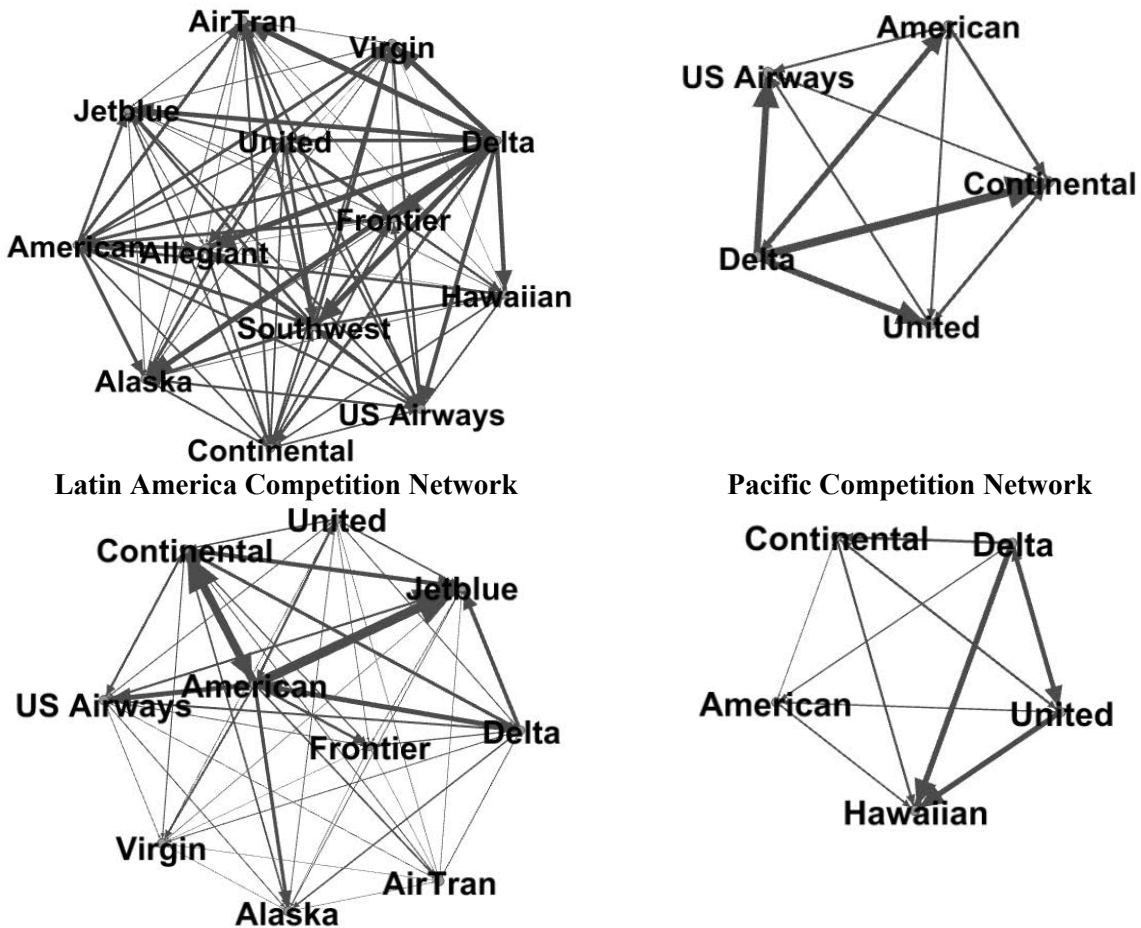 AirTran
Virgin
Jetblue
United
Delta
Frontier
American
Allegiant
Hawaiian
Southwest
Alaska
US Airways
Continental
American
US Airways
Continental
Delta
United
Latin America Competition Network
Pacific Competition Network
United
Continental
Jetblue
American
US Airways
Delta
Frontier
Virgin
AirTran
Alaska
Continental
Delta
American
United
Hawaiian